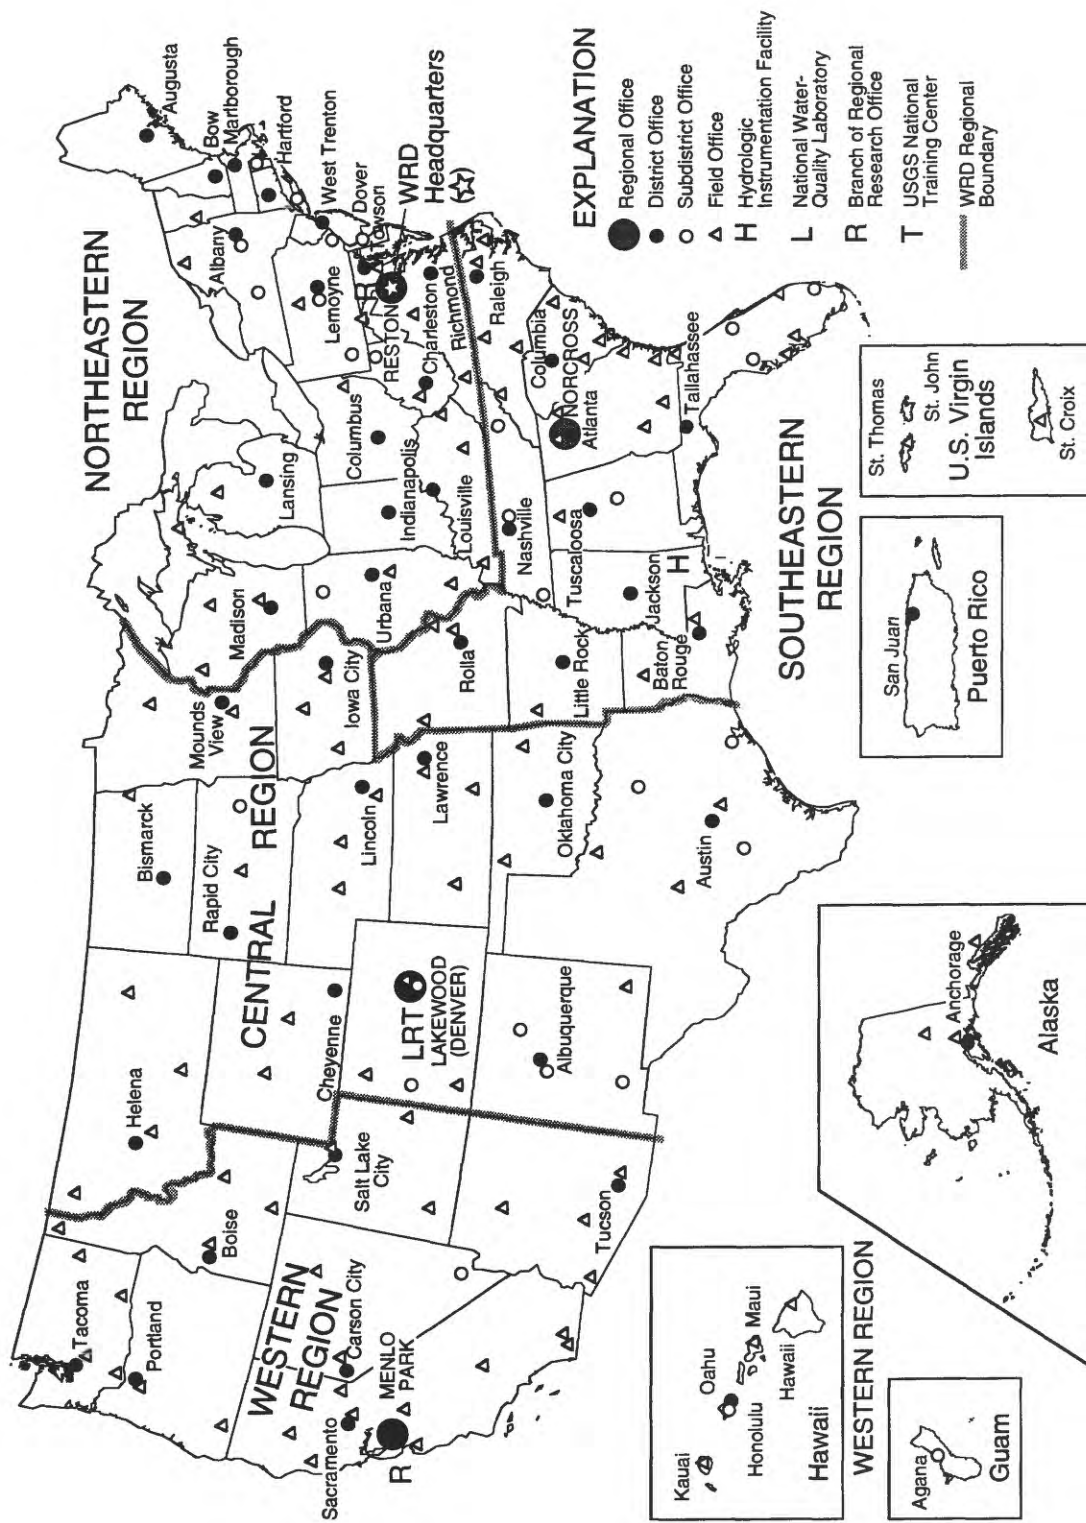 NORTHEASTERN
REGION
CENTRAL REGION
WESTERN
REGION
SOUTHEASTERN
REGION
Tacoma
Portland
Boise
Helena
Bismarck
Rapid City
Mounds
View
Madison
Lansing
Albany
Augusta
Bow
Marlborough
Hartford
West Trenton
Dover
Towson
WRD
Headquarters
(☆)
Lemoyne
R
RESTON
Charleston
Richmond
Columbus
Indianapolis
Louisville
Urbana
Iowa City
Lincoln
Cheyenne
Salt Lake
City
Carson City
Sacramento
MENLO
PARK
R
LRT
LAKEWOOD
(DENVER)
Lawrence
Rolla
Nashville
Raleigh
Columbia
NORCROSS
Atlanta
Tallahassee
Tuscaloosa
Jackson
H
Little Rock
Baton
Rouge
Oklahoma City
Austin
Albuquerque
Tucson
EXPLANATION
Regional Office
District Office
Subdistrict Office
Field Office
H Hydrologic
Instrumentation Facility
L National Water-
Quality Laboratory
R Branch of Regional
Research Office
T USGS National
Training Center
WRD Regional
Boundary
Kauai
Oahu
Honolulu
Maui
Hawaii
Hawaii
WESTERN REGION
Agana
Guam
Anchorage
Alaska
San Juan
Puerto Rico
St. Thomas
St. John
U.S. Virgin
Islands
St. Croix